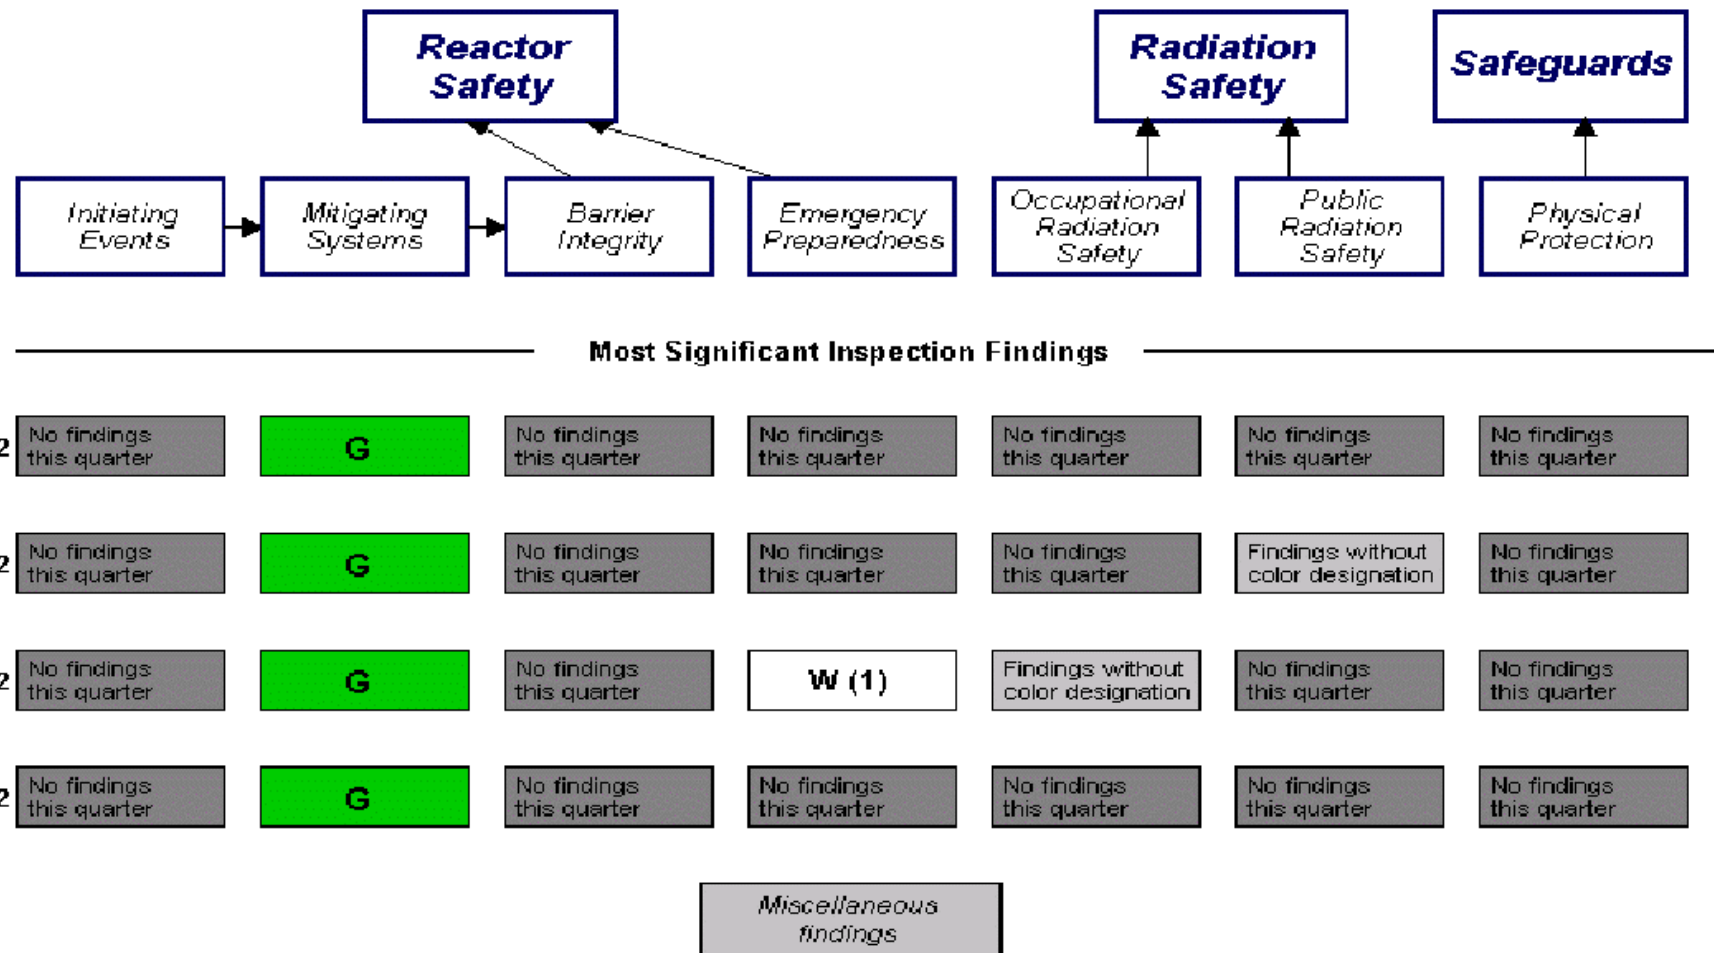 Reactor
Safety
Radiation
Safety
Safeguards
Initiating
Events
Mitigating
Systems
Barrier
Integrity
Emergency
Preparedness
Occupational
Radiation
Safety
Public
Radiation
Safety
Physical
Protection
Most Significant Inspection Findings
2
No findings
this quarter
G
No findings
this quarter
No findings
this quarter
No findings
this quarter
No findings
this quarter
No findings
this quarter
2
No findings
this quarter
G
No findings
this quarter
No findings
this quarter
No findings
this quarter
Findings without
color designation
No findings
this quarter
2
No findings
this quarter
G
No findings
this quarter
W (1)
Findings without
color designation
No findings
this quarter
No findings
this quarter
2
No findings
this quarter
G
No findings
this quarter
No findings
this quarter
No findings
this quarter
No findings
this quarter
No findings
this quarter
Miscellaneous
findings